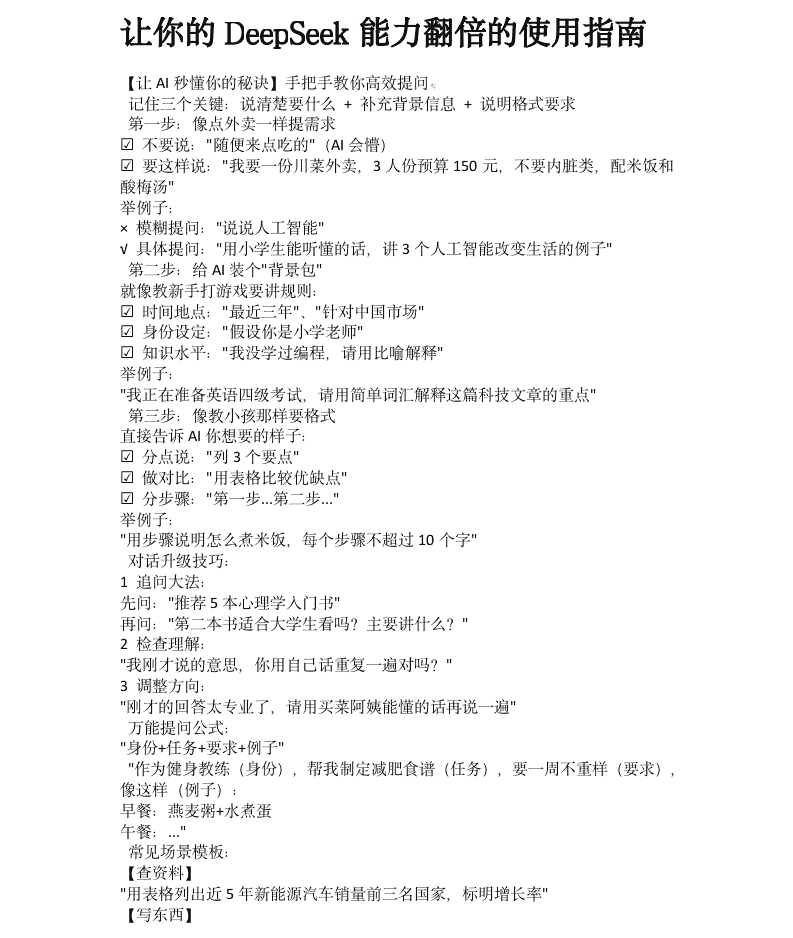 让你的 DeepSeek 能力翻倍的使用指南
【让 AI 秒懂你的秘诀】手把手教你高效提问。
记住三个关键：说清楚要什么 + 补充背景信息 + 说明格式要求
第一步：像点外卖一样提需求
☑ 不要说："随便来点吃的"（AI 会懵）
☑ 要这样说："我要一份川菜外卖，3 人份预算 150 元，不要内脏类，配米饭和
酸梅汤"
举例子：
× 模糊提问："说说人工智能"
√ 具体提问："用小学生能听懂的话，讲 3 个人工智能改变生活的例子"
第二步：给 AI 装个"背景包"
就像教新手打游戏要讲规则：
☑ 时间地点："最近三年"、"针对中国市场"
☑ 身份设定："假设你是小学老师"
☑ 知识水平："我没学过编程，请用比喻解释"
举例子：
"我正在准备英语四级考试，请用简单词汇解释这篇科技文章的重点"
第三步：像教小孩那样要格式
直接告诉 AI 你想要的样子：
☑ 分点说："列 3 个要点"
☑ 做对比："用表格比较优缺点"
☑ 分步骤："第一步...第二步..."
举例子：
"用步骤说明怎么煮米饭，每个步骤不超过 10 个字"
对话升级技巧：
1 追问大法：
先问："推荐 5 本心理学入门书"
再问："第二本书适合大学生看吗？主要讲什么？"
2 检查理解：
"我刚才说的意思，你用自己话重复一遍对吗？"
3 调整方向：
"刚才的回答太专业了，请用买菜阿姨能懂的话再说一遍"
万能提问公式：
"身份+任务+要求+例子"
"作为健身教练（身份），帮我制定减肥食谱（任务），要一周不重样（要求），
像这样（例子）：
早餐：燕麦粥+水煮蛋
午餐：..."
常见场景模板：
【查资料】
"用表格列出近 5 年新能源汽车销量前三名国家，标明增长率"
【写东西】